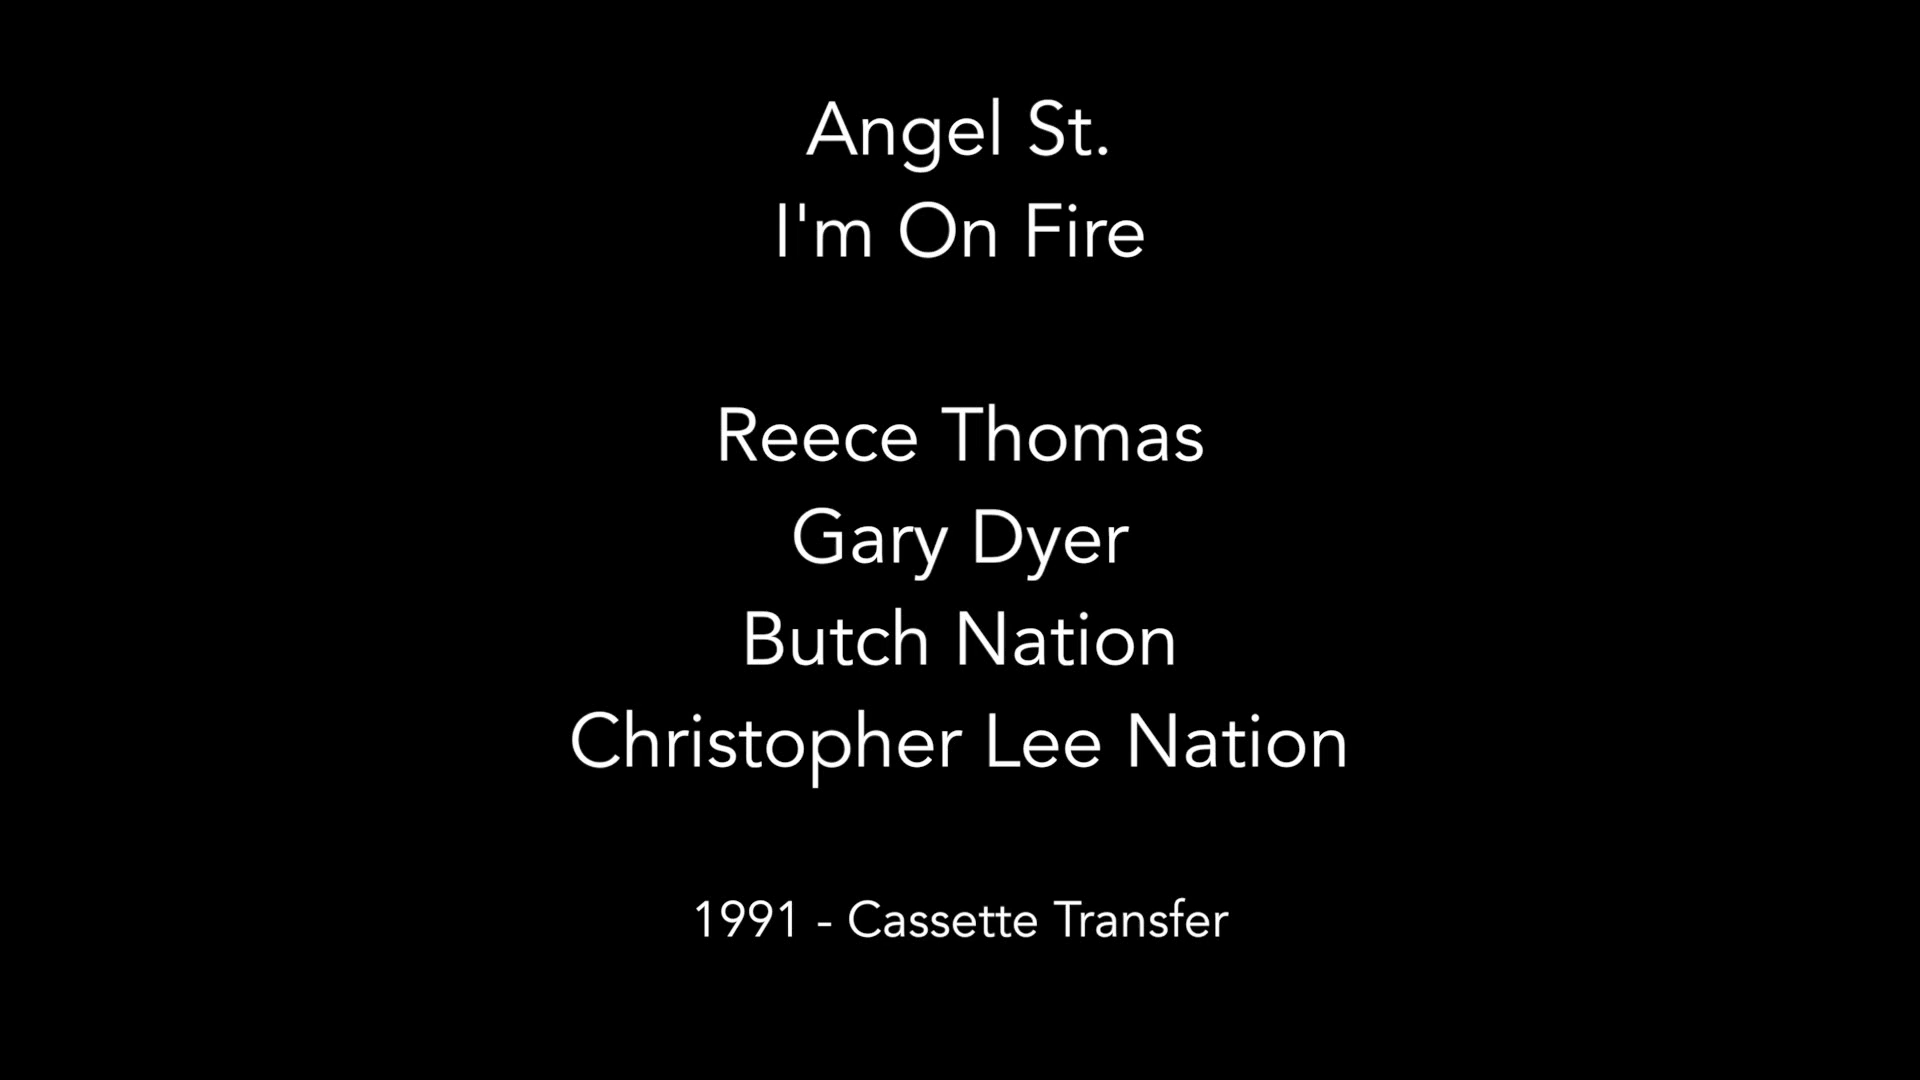 Angel St.
I'm On Fire
Reece Thomas
Gary Dyer
Butch Nation
Christopher Lee Nation
1991 - Cassette Transfer